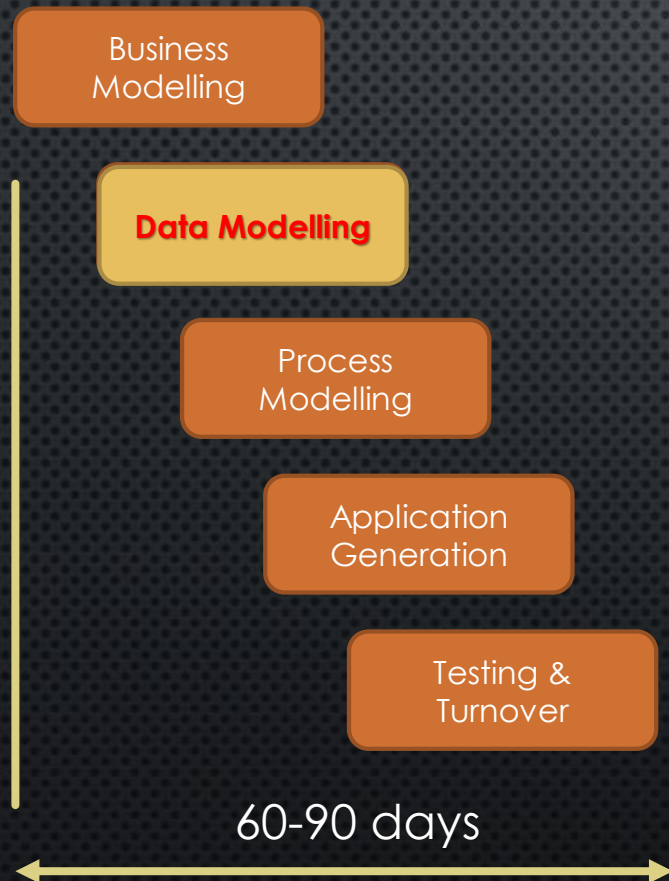 Business
Modelling
Data Modelling
Process
Modelling
Application
Generation
Testing &
Turnover
60-90 days